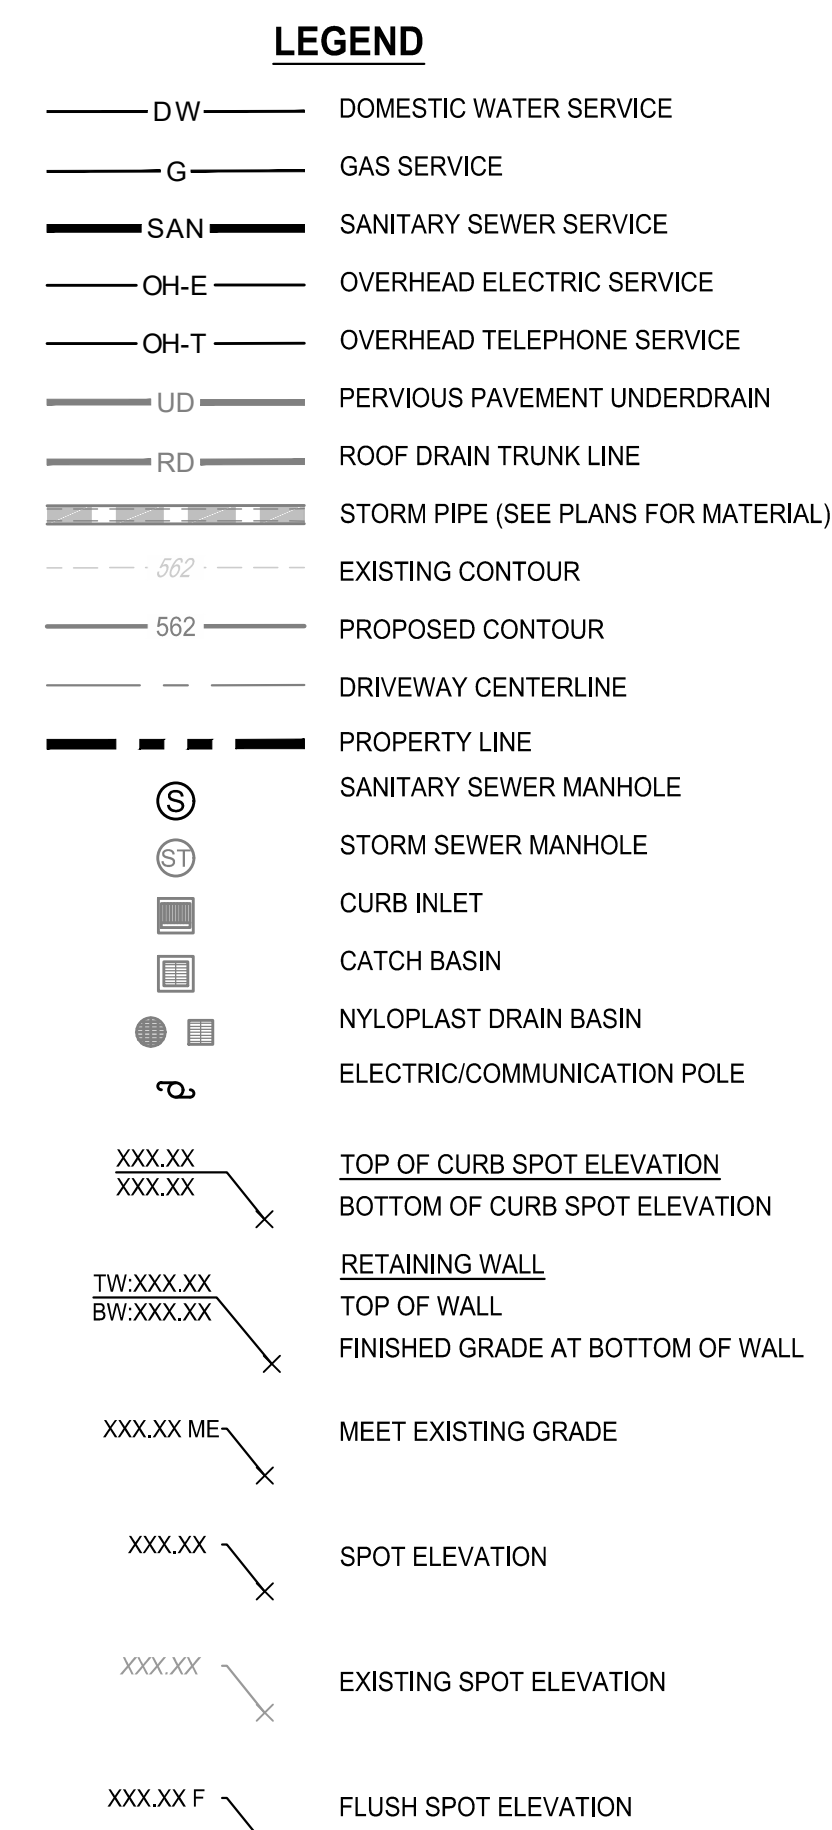 LEGEND
DW DOMESTIC WATER SERVICE
G GAS SERVICE
SAN SANITARY SEWER SERVICE
OH-E OVERHEAD ELECTRIC SERVICE
OH-T OVERHEAD TELEPHONE SERVICE
UD PERVIOUS PAVEMENT UNDERDRAIN
RD ROOF DRAIN TRUNK LINE
STORM PIPE (SEE PLANS FOR MATERIAL)
562 EXISTING CONTOUR
562 PROPOSED CONTOUR
DRIVEWAY CENTERLINE
PROPERTY LINE
S SANITARY SEWER MANHOLE
ST STORM SEWER MANHOLE
CURB INLET
CATCH BASIN
NYLOPLAST DRAIN BASIN
ELECTRIC/COMMUNICATION POLE
XXX.XX TOP OF CURB SPOT ELEVATION
XXX.XX BOTTOM OF CURB SPOT ELEVATION
RETAINING WALL
TW:XXX.XX TOP OF WALL
BW:XXX.XX FINISHED GRADE AT BOTTOM OF WALL
XXX.XX ME MEET EXISTING GRADE
XXX.XX SPOT ELEVATION
XXX.XX EXISTING SPOT ELEVATION
XXX.XX F FLUSH SPOT ELEVATION